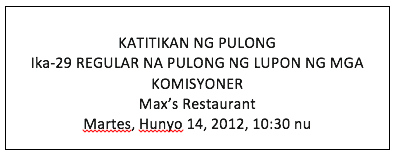 KATITIKAN NG PULONG
Ika-29 REGULAR NA PULONG NG LUPON NG MGA
KOMISYONER
Max's Restaurant
Martes, Hunyo 14, 2012, 10:30 nu